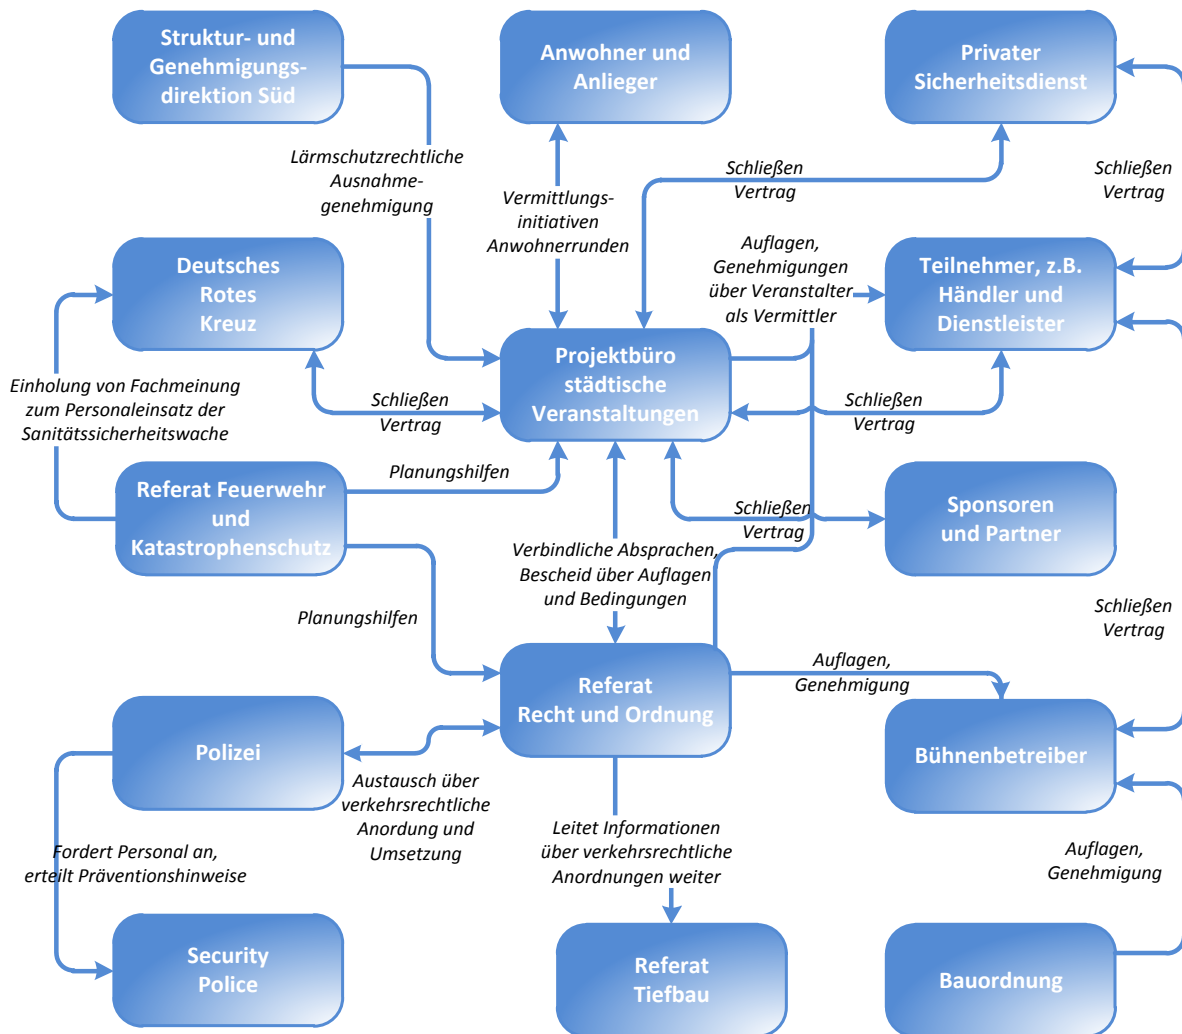 Struktur- und
Genehmigungs-
direktion Süd
Anwohner und
Anlieger
Privater
Sicherheitsdienst
Lärmschutzrechtliche
Ausnahme-
genehmigung
Vermittlungs-
initiativen
Anwohnerrunden
Schließen
Vertrag
Schließen
Vertrag
Deutsches
Rotes
Kreuz
Auflagen,
Genehmigungen
über Veranstalter
als Vermittler
Teilnehmer, z.B.
Händler und
Dienstleister
Projektbüro
städtische
Veranstaltungen
Einholung von Fachmeinung
zum Personaleinsatz der
Sanitätssicherheitswache
Schließen
Vertrag
Schließen
Vertrag
Referat Feuerwehr
und
Katastrophenschutz
Planungshilfen
Schließen
Vertrag
Sponsoren
und Partner
Verbindliche Absprachen,
Bescheid über Auflagen
und Bedingungen
Planungshilfen
Schließen
Vertrag
Referat
Recht und Ordnung
Auflagen,
Genehmigung
Polizei
Bühnenbetreiber
Austausch über
verkehrsrechtliche
Anordung und
Umsetzung
Leitet Informationen
über verkehrsrechtliche
Anordnungen weiter
Fordert Personal an,
erteilt Präventionshinweise
Auflagen,
Genehmigung
Security
Police
Referat
Tiefbau
Bauordnung